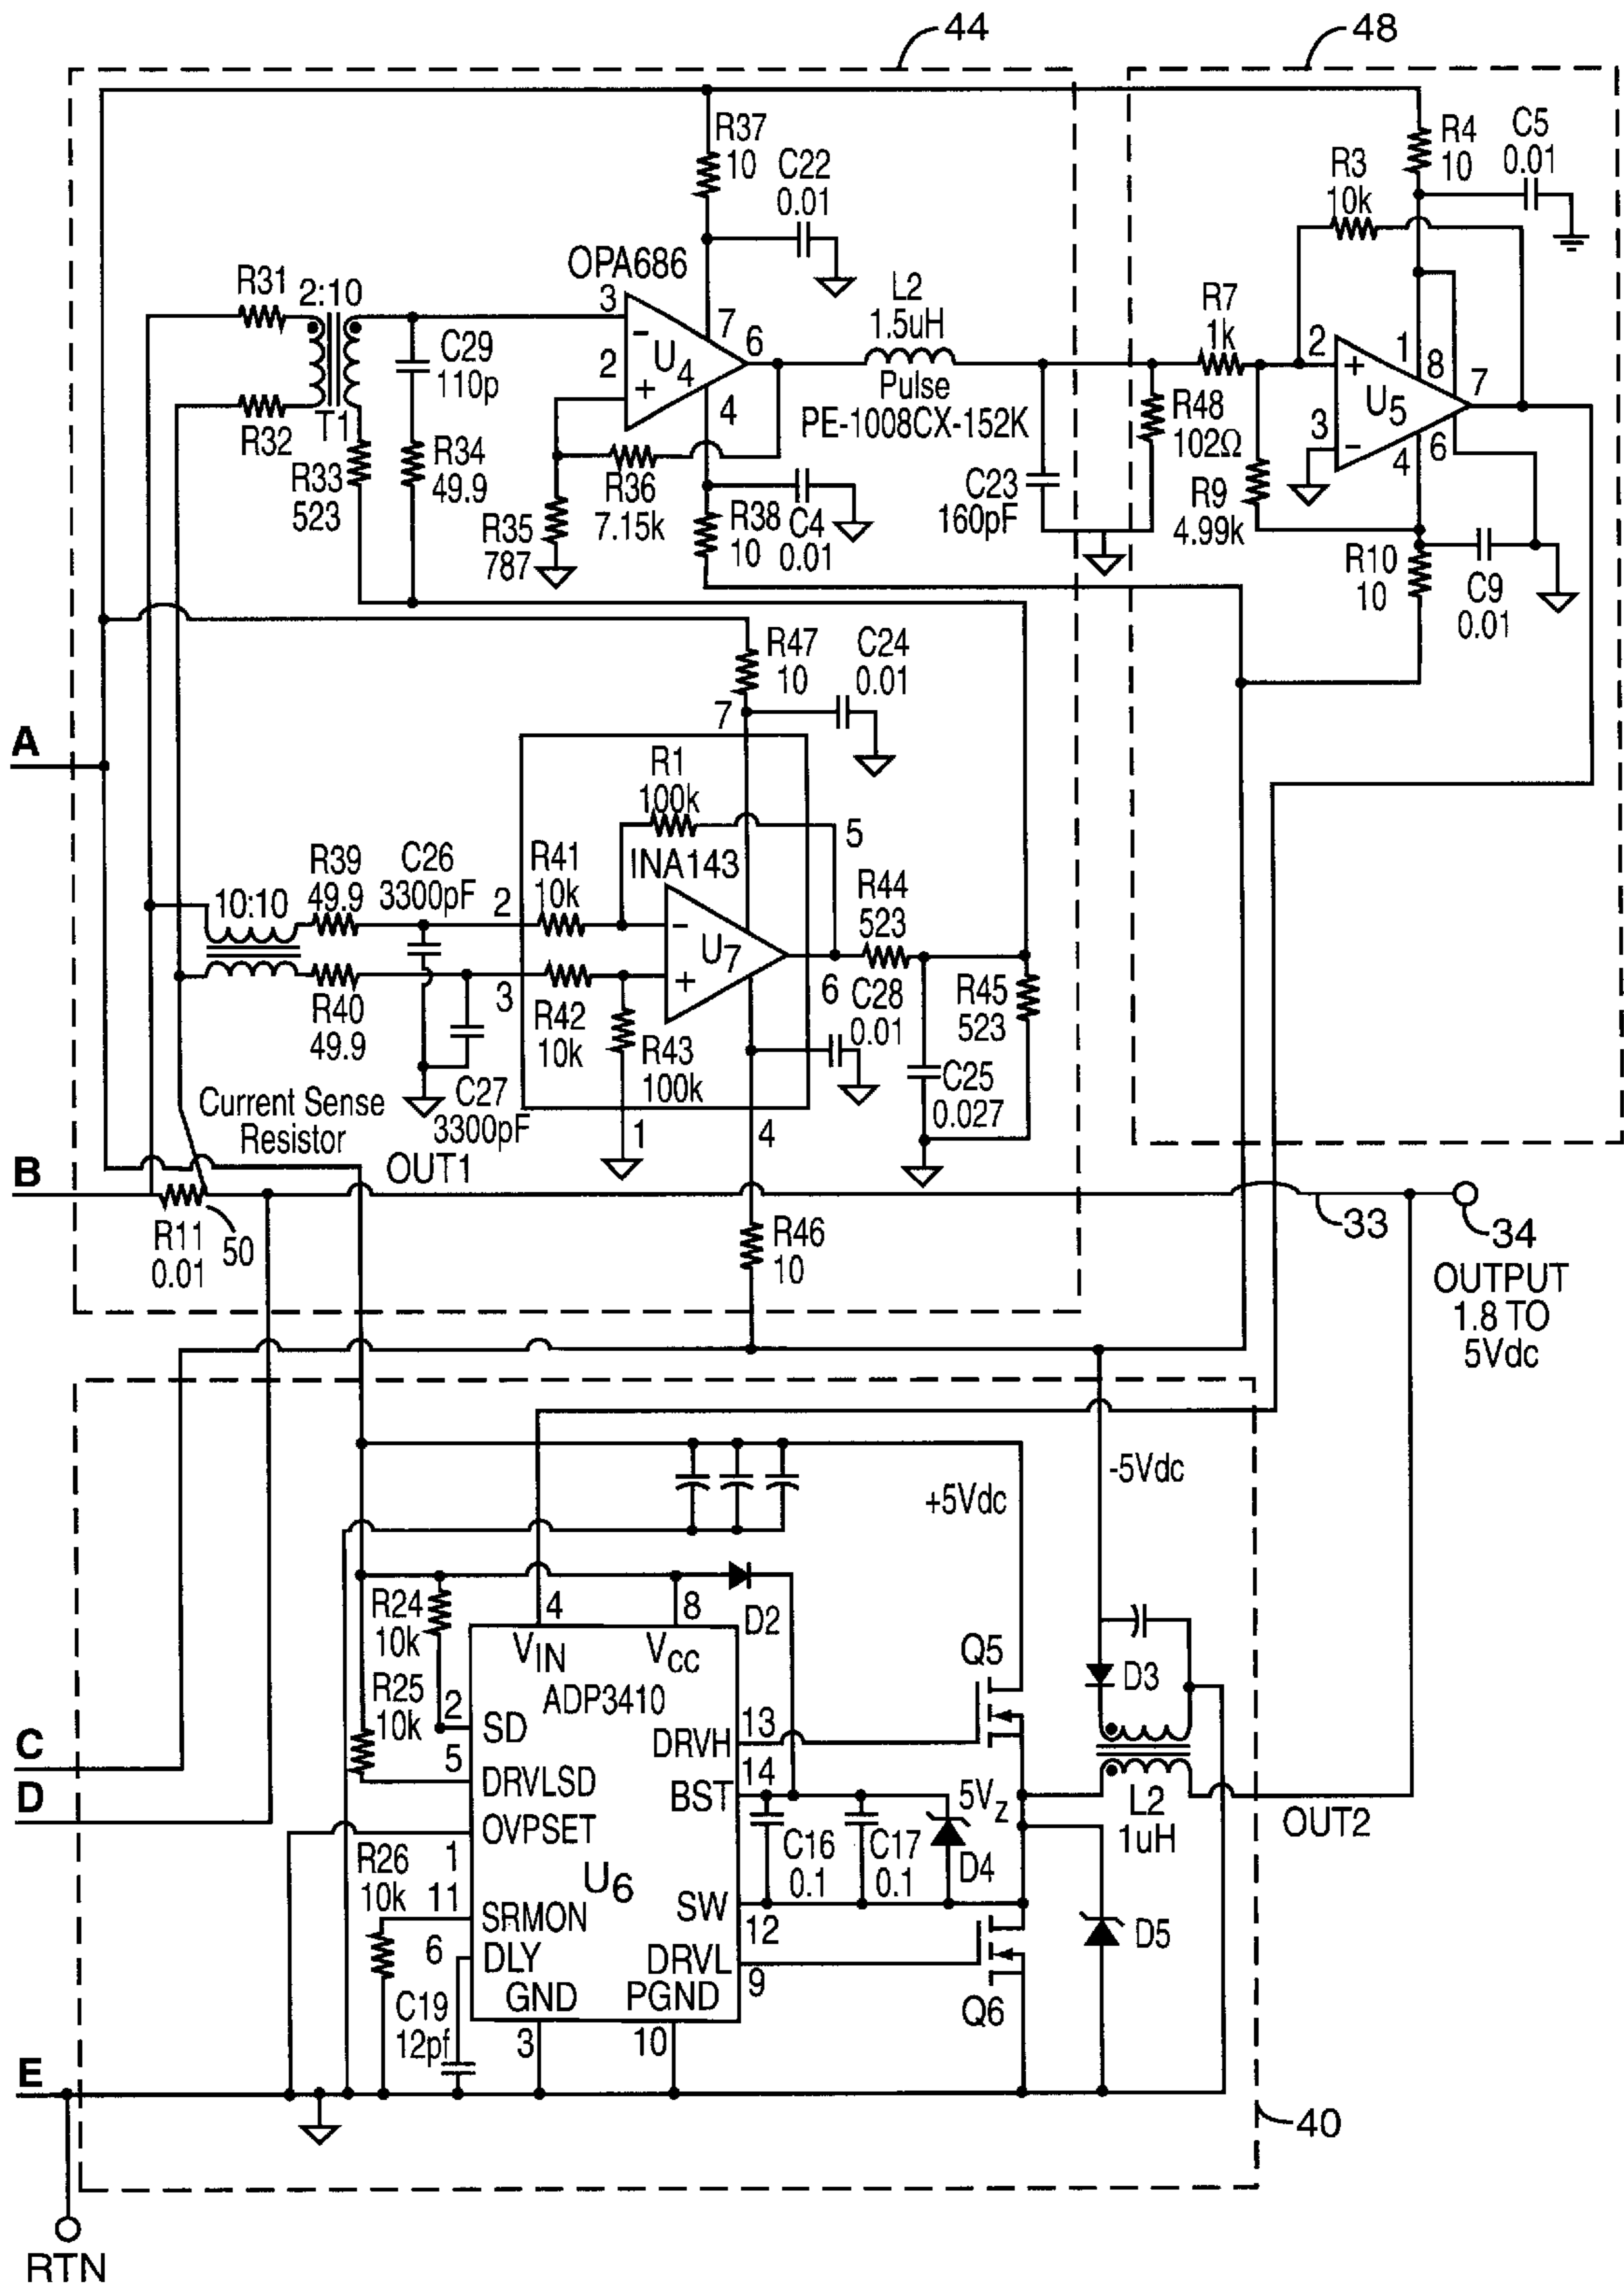 44
48
R37
10
C22
0.01
R4
10
C5
0.01
R3
10k
OPA686
R31
2:10
3
2
-
+
U4
7
6
4
C29
110p
L2
1.5uH
Pulse
PE-1008CX-152K
R7
1k
2
3
+
-
U5
1
8
7
4
6
R32
T1
R33
523
R34
49.9
R35
787
R36
7.15k
R38
10
C4
0.01
C23
160pF
R48
102Ω
R9
4.99k
R10
10
C9
0.01
R47
10
C24
0.01
7
A
R1
100k
5
INA143
R39
49.9
C26
3300pF
10:10
2
R41
10k
-
+
U7
R44
523
R40
49.9
3
R42
10k
R43
100k
6
C28
0.01
R45
523
C25
0.027
C27
3300pF
1
4
Current Sense
Resistor
OUT1
B
R11
0.01
50
R46
10
33
34
OUTPUT
1.8 TO
5Vdc
-5Vdc
+5Vdc
R24
10k
4
8
D2
VIN
VCC
ADP3410
R25
10k
2
SD
5
DRVLSD
OVPSET
1
R26
10k
11
SRMON
6
DLY
U6
GND
PGND
DRVH
13
14
BST
SW
12
DRVL
9
C16
0.1
C17
0.1
5Vz
D4
Q5
Q6
D3
L2
1uH
OUT2
D5
C
D
C19
12pf
3
10
E
40
RTN